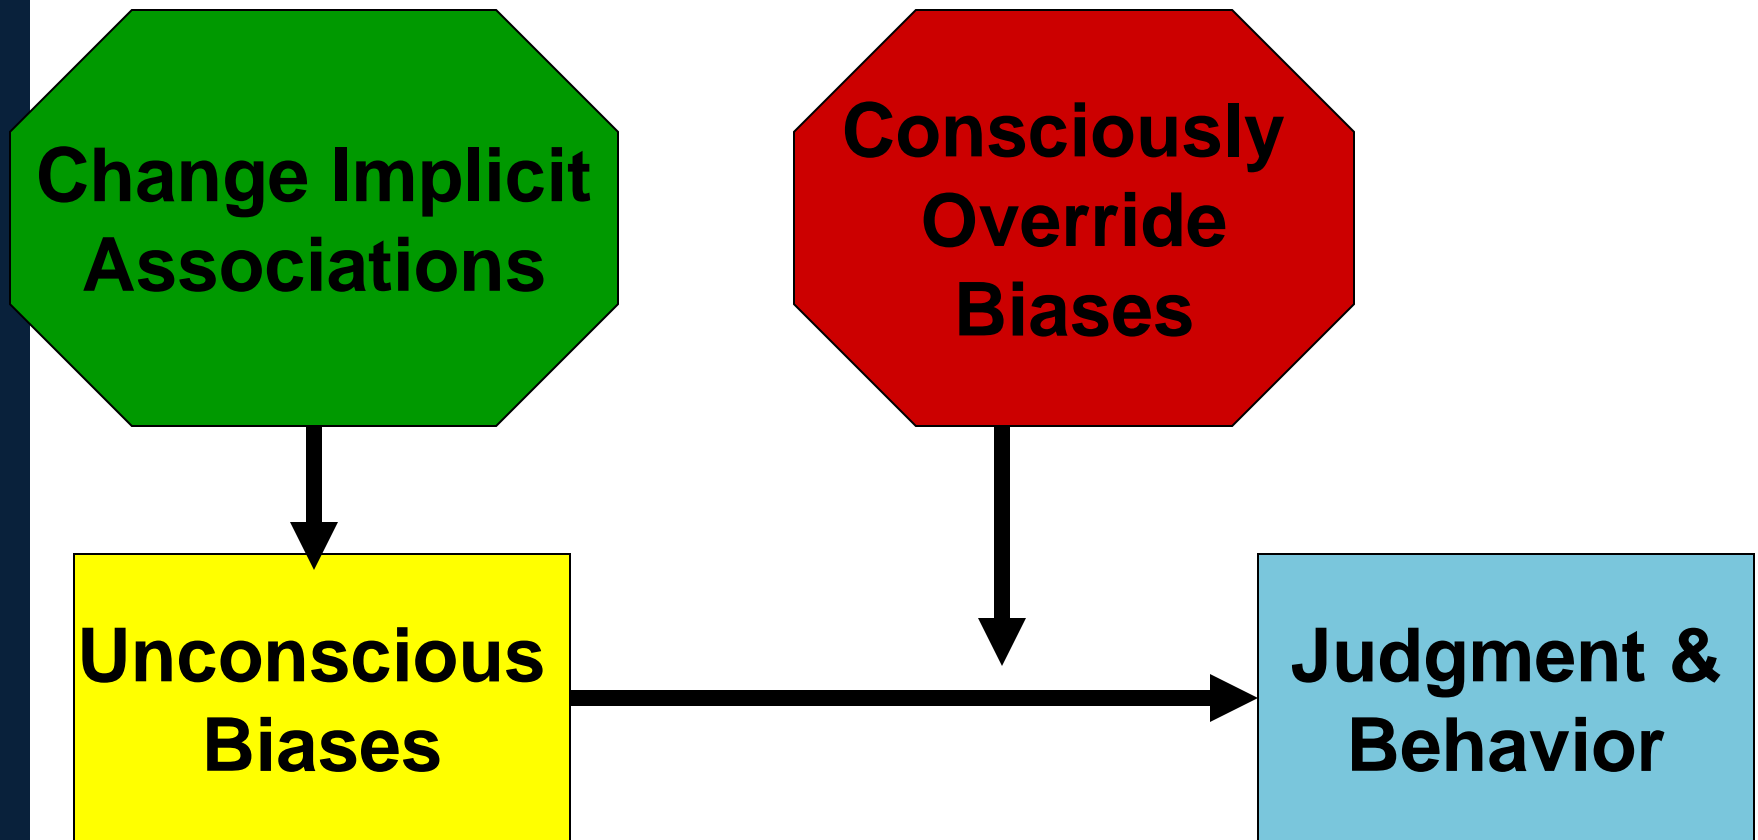 Change Implicit
Associations
Consciously
Override
Biases
Unconscious
Biases
Judgment &
Behavior